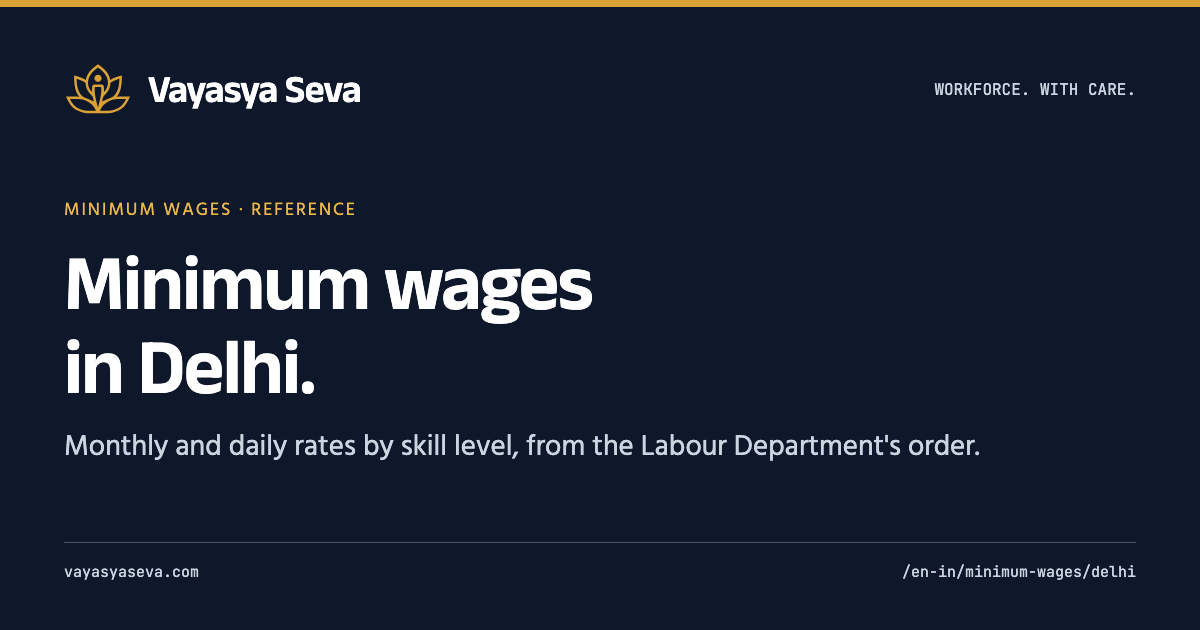 Vayasya Seva
WORKFORCE. WITH CARE.
MINIMUM WAGES · REFERENCE
Minimum wages
in Delhi.
Monthly and daily rates by skill level, from the Labour Department's order.
vayasyaseva.com
/en-in/minimum-wages/delhi